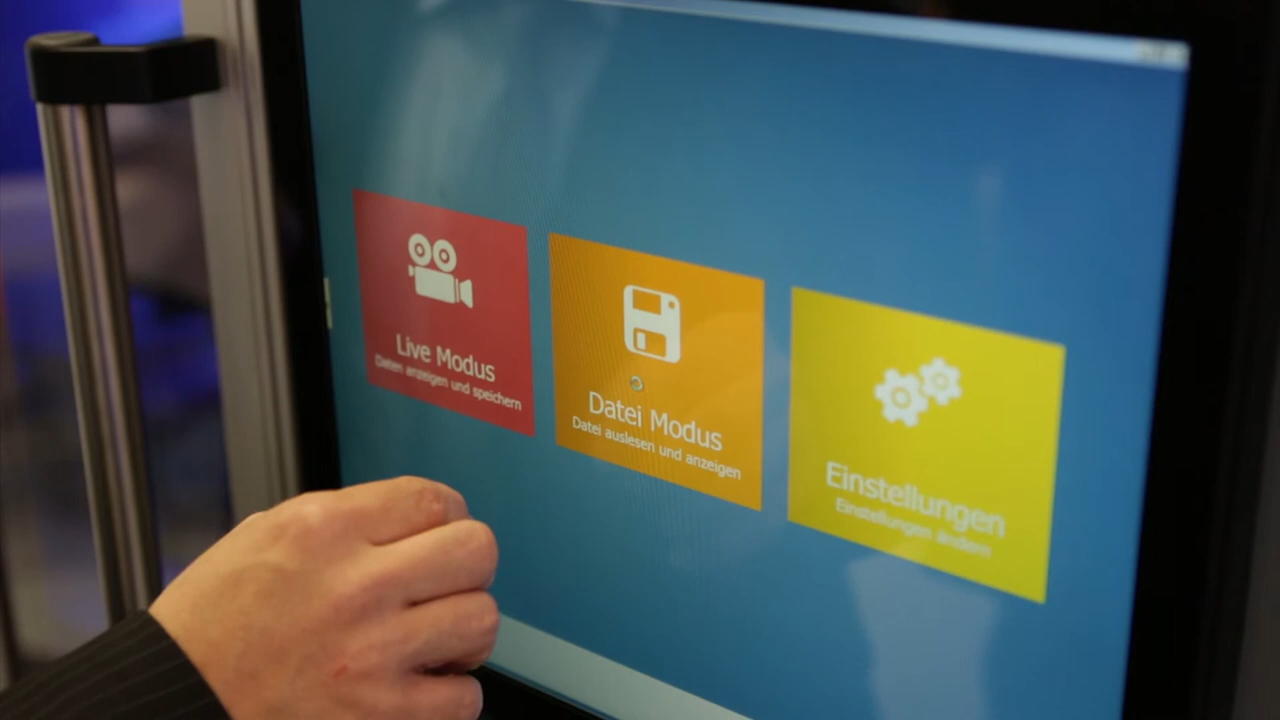 Live Modus
Daten anzeigen und speichern
Datei Modus
Datei auslesen und anzeigen
Einstellungen
Einstellungen ändern